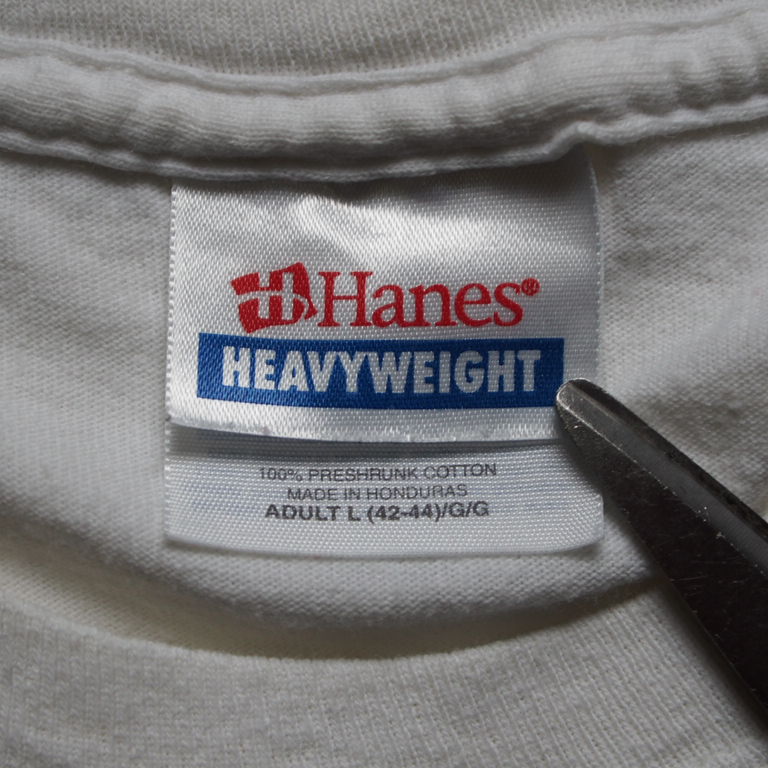 Hanes®
HEAVYWEIGHT
100% PRESHRUNK COTTON
MADE IN HONDURAS
ADULT L (42-44)/G/G